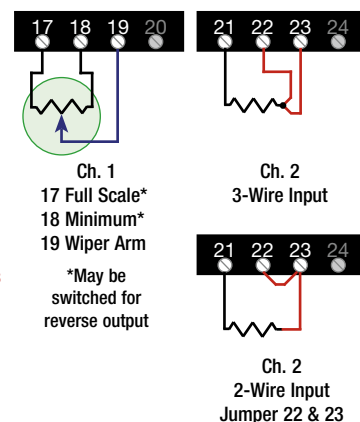 17 18 19 20
Ch. 1
17 Full Scale*
18 Minimum*
19 Wiper Arm
*May be
switched for
reverse output
21 22 23 24
Ch. 2
3-Wire Input
21 22 23 24
Ch. 2
2-Wire Input
Jumper 22 & 23